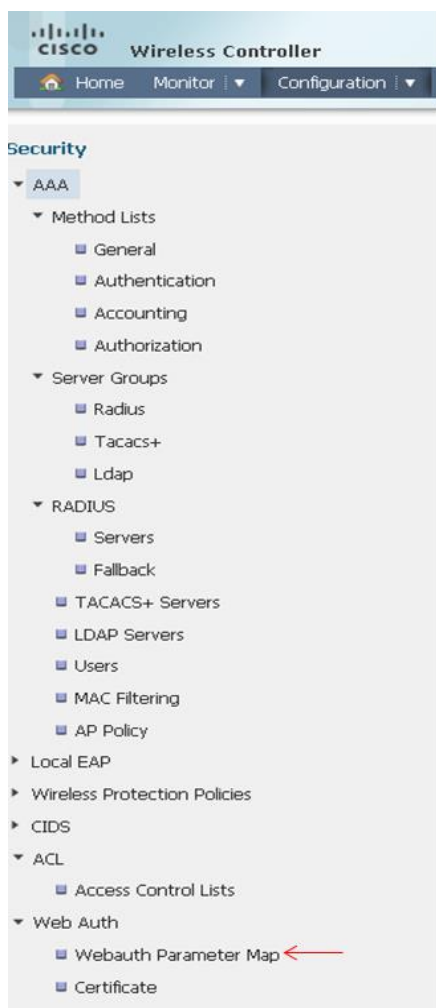 CISCO Wireless Controller
Home Monitor Configuration
Security
AAA
Method Lists
General
Authentication
Accounting
Authorization
Server Groups
Radius
Tacacs+
Ldap
RADIUS
Servers
Fallback
TACACS+ Servers
LDAP Servers
Users
MAC Filtering
AP Policy
Local EAP
Wireless Protection Policies
CIDS
ACL
Access Control Lists
Web Auth
Webauth Parameter Map
Certificate